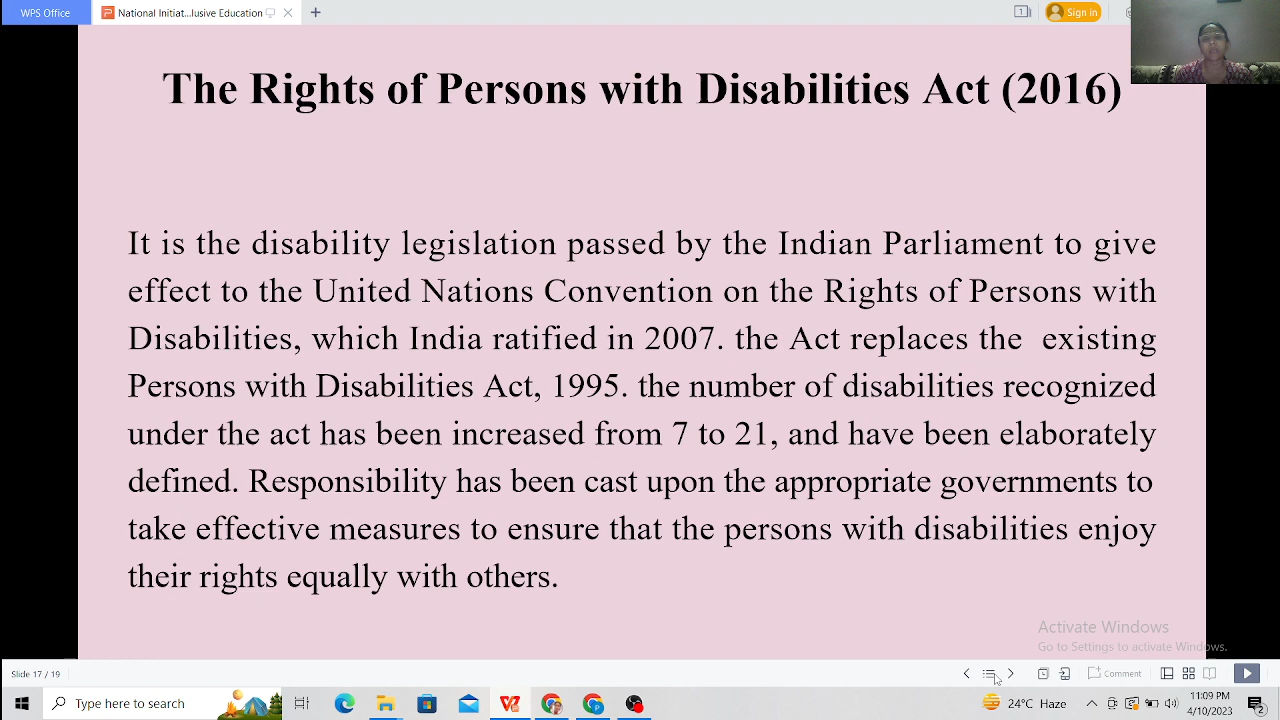 WPS Office
National Initiat...lusive Education
1
Sign in
The Rights of Persons with Disabilities Act (2016)
It is the disability legislation passed by the Indian Parliament to give
effect to the United Nations Convention on the Rights of Persons with
Disabilities, which India ratified in 2007. the Act replaces the existing
Persons with Disabilities Act, 1995. the number of disabilities recognized
under the act has been increased from 7 to 21, and have been elaborately
defined. Responsibility has been cast upon the appropriate governments to
take effective measures to ensure that the persons with disabilities enjoy
their rights equally with others.
Activate Windows
Go to Settings to activate Windows.
Slide 17 / 19
Comment
Type here to search
24°C Haze
11:09 PM
4/10/2023
2